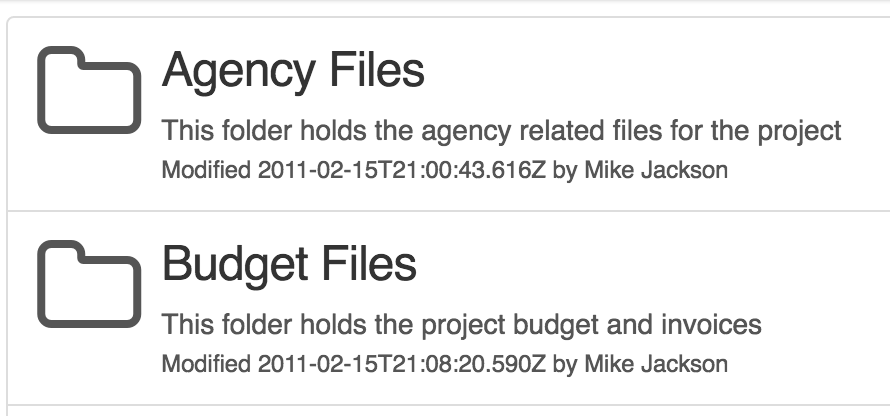 Agency Files
This folder holds the agency related files for the project
Modified 2011-02-15T21:00:43.616Z by Mike Jackson
Budget Files
This folder holds the project budget and invoices
Modified 2011-02-15T21:08:20.590Z by Mike Jackson